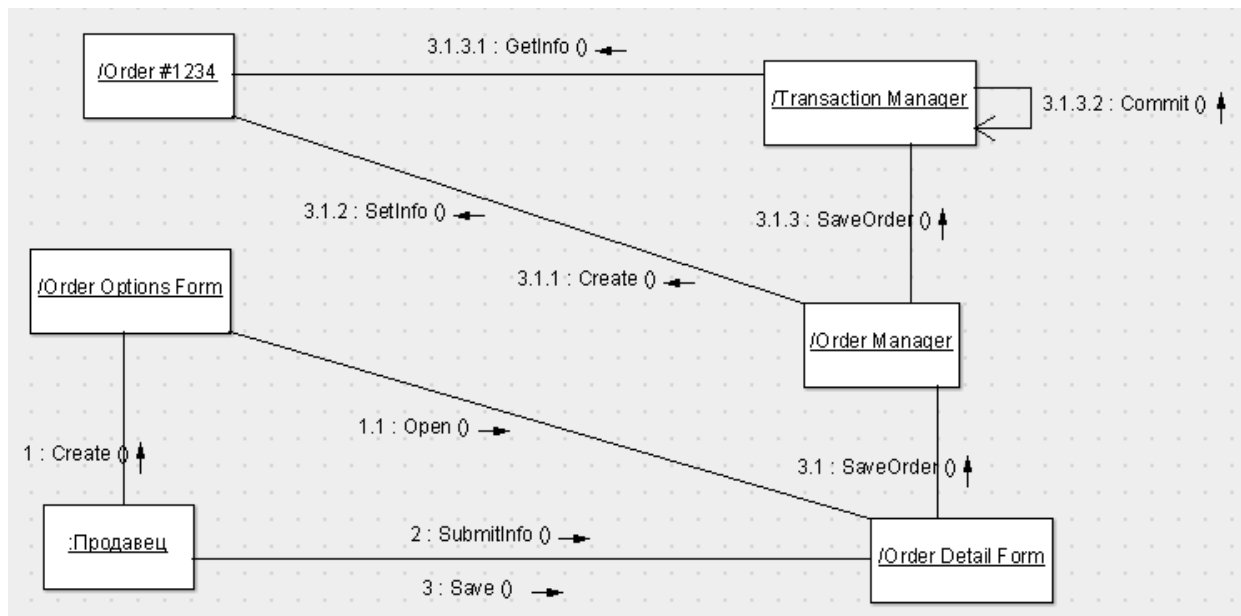 3.1.3.1 : GetInfo ()
/Order #1234
/Transaction Manager
3.1.3.2 : Commit ()
3.1.2 : SetInfo ()
3.1.3 : SaveOrder ()
3.1.1 : Create ()
/Order Options Form
/Order Manager
1.1 : Open ()
1 : Create ()
3.1 : SaveOrder ()
:Продавец
2 : SubmitInfo ()
/Order Detail Form
3 : Save ()